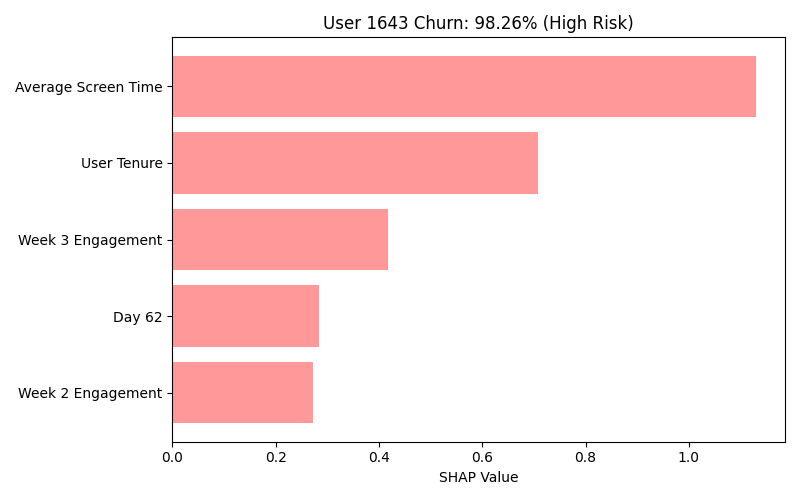 User 1643 Churn: 98.26% (High Risk)
Average Screen Time
User Tenure
Week 3 Engagement
Day 62
Week 2 Engagement
0.0 0.2 0.4 0.6 0.8 1.0
SHAP Value